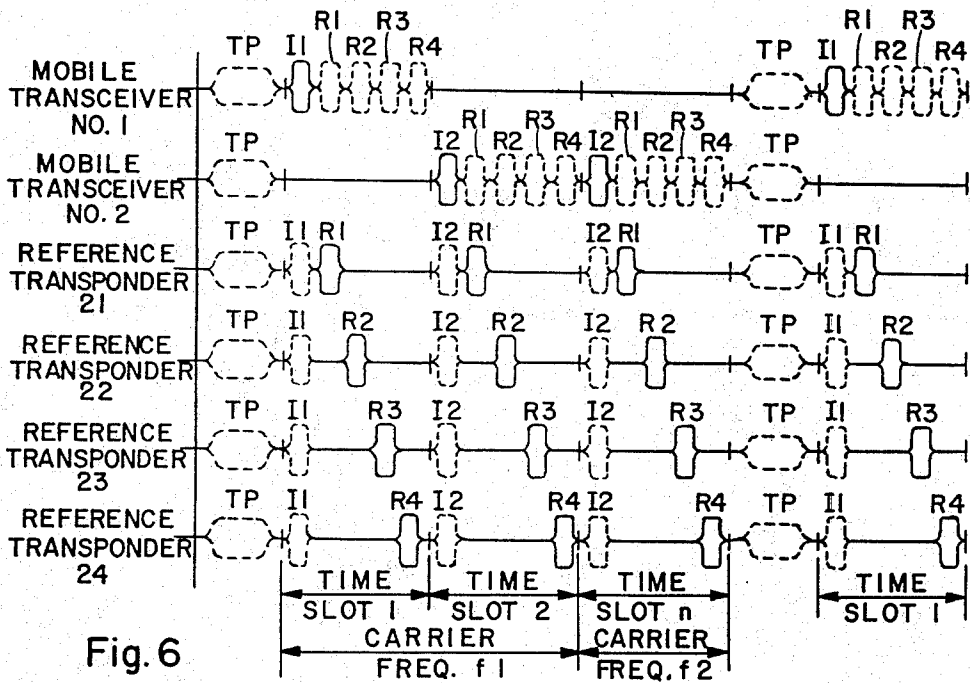 R1 R3 R1 R3
TP I1 R2 R4 TP I1 R2 R4
MOBILE
TRANSCEIVER
NO. 1
TP I2 R1 R2 R3 R4 I2 R1 R2 R3 R4 TP
MOBILE
TRANSCEIVER
NO. 2
TP I1 R1 I2 R1 I2 R1 TP I1 R1
REFERENCE
TRANSPONDER
21
TP I1 R2 I2 R2 I2 R2 TP I1 R2
REFERENCE
TRANSPONDER
22
TP I1 R3 I2 R3 I2 R3 TP I1 R3
REFERENCE
TRANSPONDER
23
TP I1 R4 I2 R4 I2 R4 TP I1 R4
REFERENCE
TRANSPONDER
24
TIME TIME TIME TIME
SLOT 1 SLOT 2 SLOT n SLOT 1
CARRIER CARRIER
FREQ. f1 FREQ. f2
Fig. 6